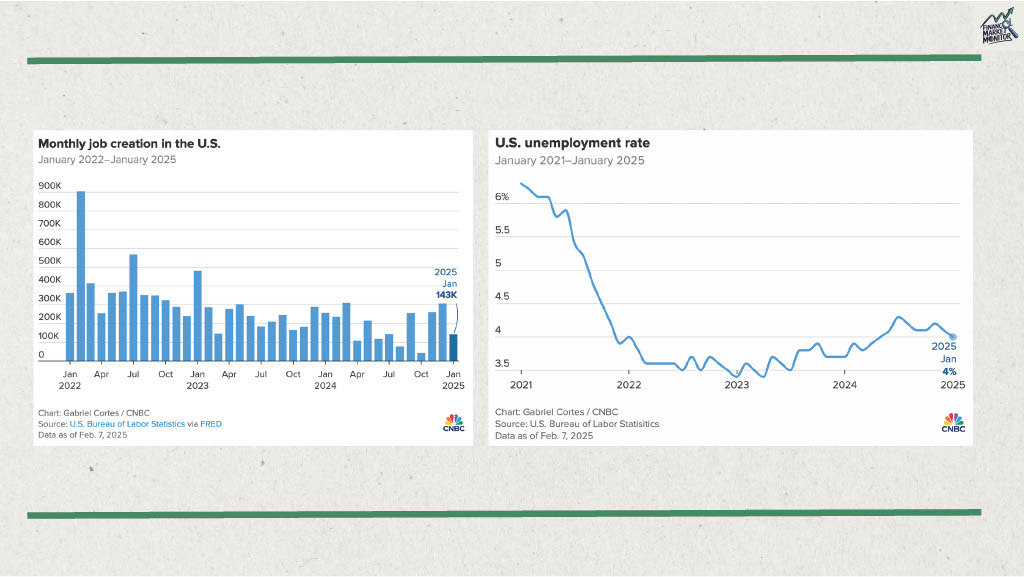 FINANCE
MARKET
MONITOR
Monthly job creation in the U.S.
January 2022–January 2025
900K
800K
700K
600K
500K
400K
300K
200K
100K
0
2025
Jan
143K
Jan Apr Jul Oct Jan Apr Jul Oct Jan Apr Jul Oct Jan
2022 2023 2024 2025
Chart: Gabriel Cortes / CNBC
Source: U.S. Bureau of Labor Statistics via FRED
Data as of Feb. 7, 2025
CNBC
U.S. unemployment rate
January 2021–January 2025
6%
5.5
5
4.5
4
3.5
2025
Jan
4%
2021 2022 2023 2024 2025
Chart: Gabriel Cortes / CNBC
Source: U.S. Bureau of Labor Statisitics
Data as of Feb. 7, 2025
CNBC